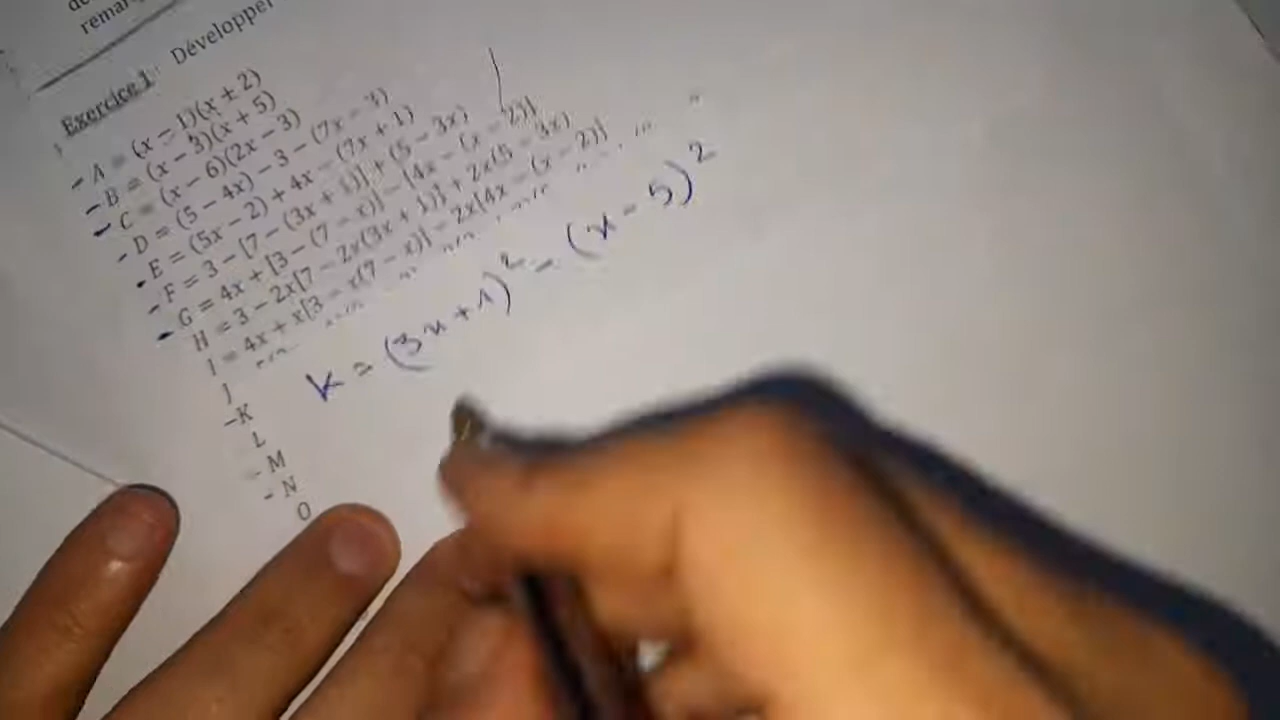 remar
Exercice 1 : Développer
- A = (x − 1)(x + 2)
- B = (x − 3)(x + 5)
- C = (x − 6)(2x − 3)
- D = (5 − 4x) − 3 − (7x − 3)
- E = (5x − 2) + 4x − (7x + 1)
- F = 3 − [7 − (3x + 1)] + (5 − 3x)
- G = 4x + [3 − (7 − x)] − [4x − (x − 2)]
H = 3 − 2x[7 − 2x(3x + 1)] + 2x(5 − 3x)
I = 4x + x[3 − x(7 − x)] − 2x[4x − (x − 2)]
J
- K
L
- M
- N
O
K = (3x + 1)² − (x − 5)²